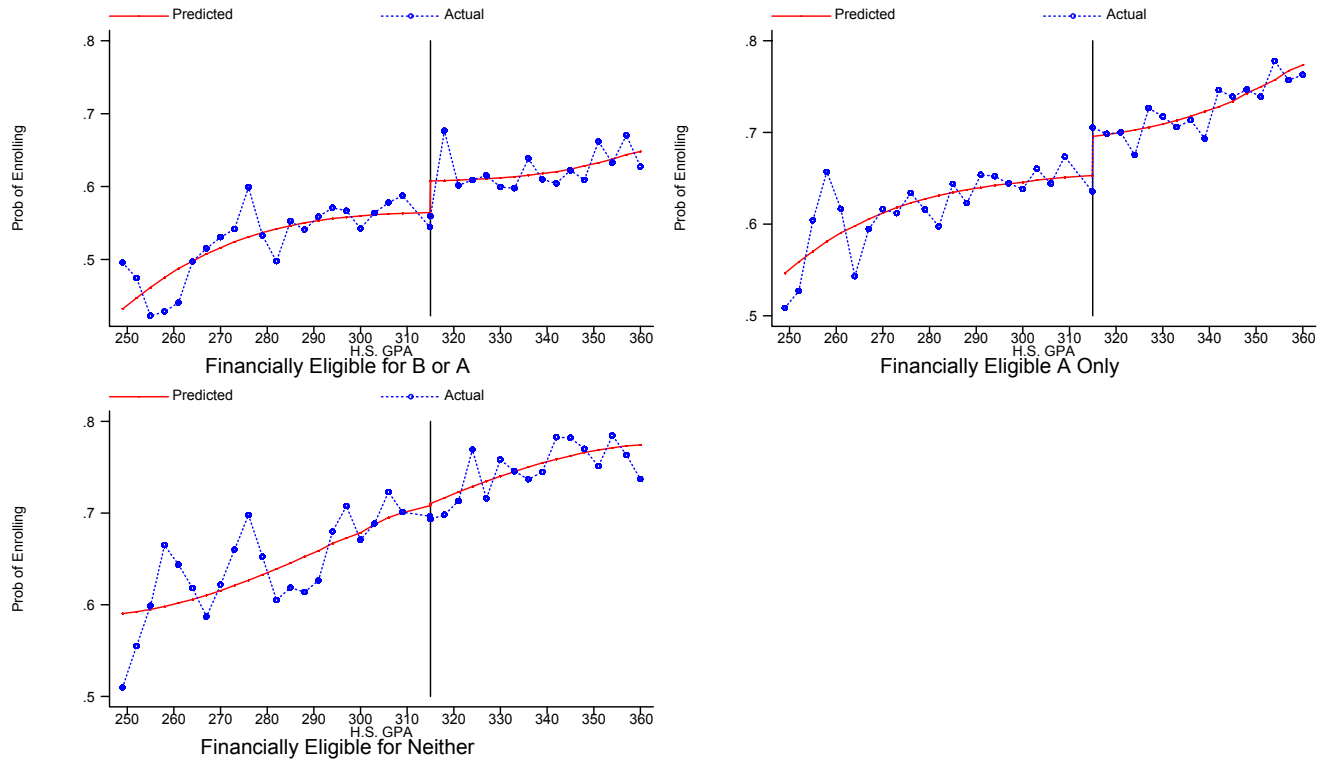 Predicted Actual
.8
.7
.6
.5
Prob of Enrolling
250 260 270 280 290 300 310 320 330 340 350 360
H.S. GPA
Financially Eligible for B or A
Predicted Actual
.8
.7
.6
.5
Prob of Enrolling
250 260 270 280 290 300 310 320 330 340 350 360
H.S. GPA
Financially Eligible A Only
Predicted Actual
.8
.7
.6
.5
Prob of Enrolling
250 260 270 280 290 300 310 320 330 340 350 360
H.S. GPA
Financially Eligible for Neither